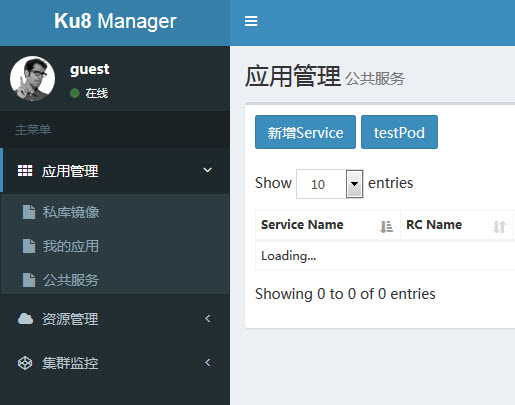 Ku8 Manager
guest
在线
主菜单
应用管理
私库镜像
我的应用
公共服务
资源管理
集群监控
应用管理 公共服务
新增Service testPod
Show 10 entries
Service Name RC Name
Loading...
Showing 0 to 0 of 0 entries